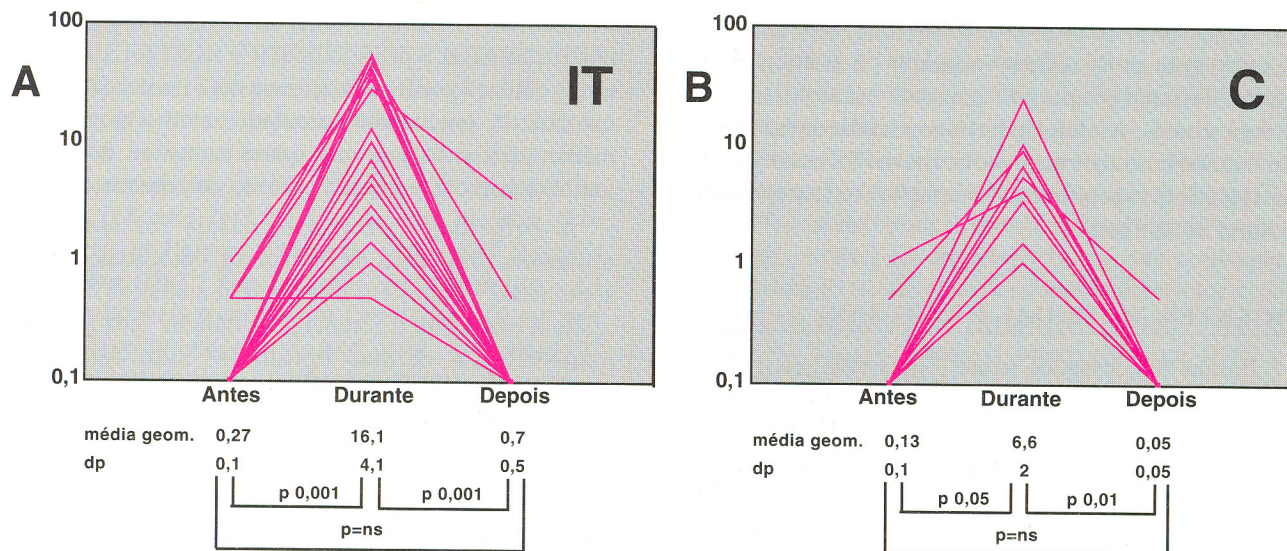 100
A
IT
10
1
0,1
Antes Durante Depois
média geom. 0,27 16,1 0,7
dp 0,1 4,1 0,5
p 0,001 p 0,001
p=ns
100
B
C
10
1
0,1
Antes Durante Depois
média geom. 0,13 6,6 0,05
dp 0,1 2 0,05
p 0,05 p 0,01
p=ns